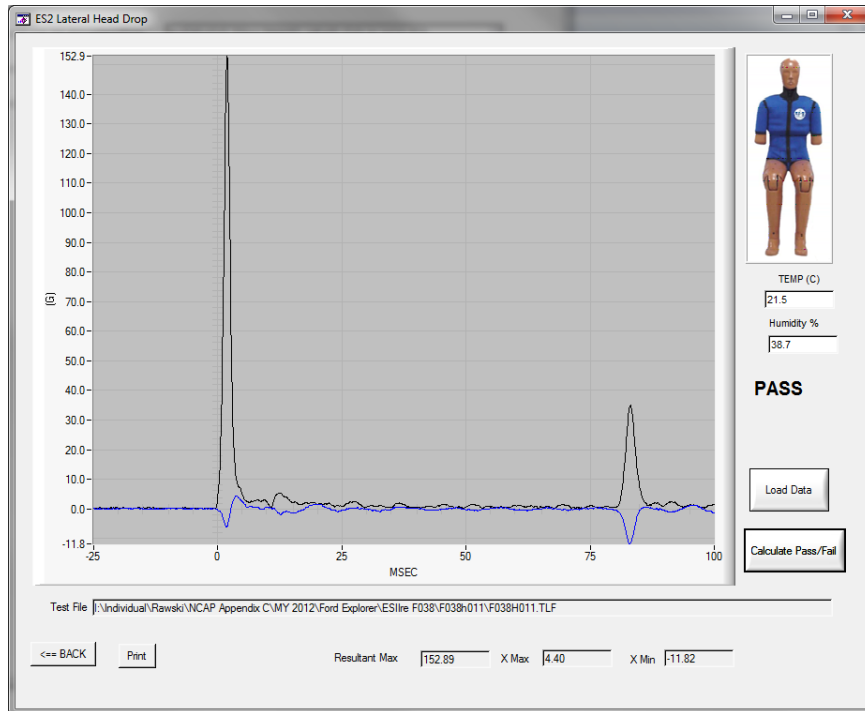 ES2 Lateral Head Drop
152.9
140.0
130.0
120.0
110.0
100.0
90.0
80.0
70.0
60.0
50.0
40.0
30.0
20.0
10.0
0.0
-11.8
(G)
-25
0
25
50
75
100
MSEC
TEMP (C)
21.5
Humidity %
38.7
PASS
Load Data
Calculate Pass/Fail
Test File I:\Individual\Rawski\NCAP Appendix C\MY 2012\Ford Explorer\ESIIre F038\F038h011\F038H011.TLF
<== BACK
Print
Resultant Max 152.89 X Max 4.40 X Min -11.82